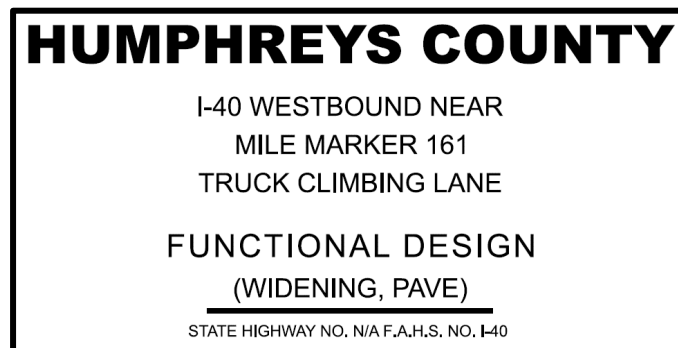 HUMPHREYS COUNTY
I-40 WESTBOUND NEAR
MILE MARKER 161
TRUCK CLIMBING LANE
FUNCTIONAL DESIGN
(WIDENING, PAVE)
STATE HIGHWAY NO. N/A F.A.H.S. NO. I-40